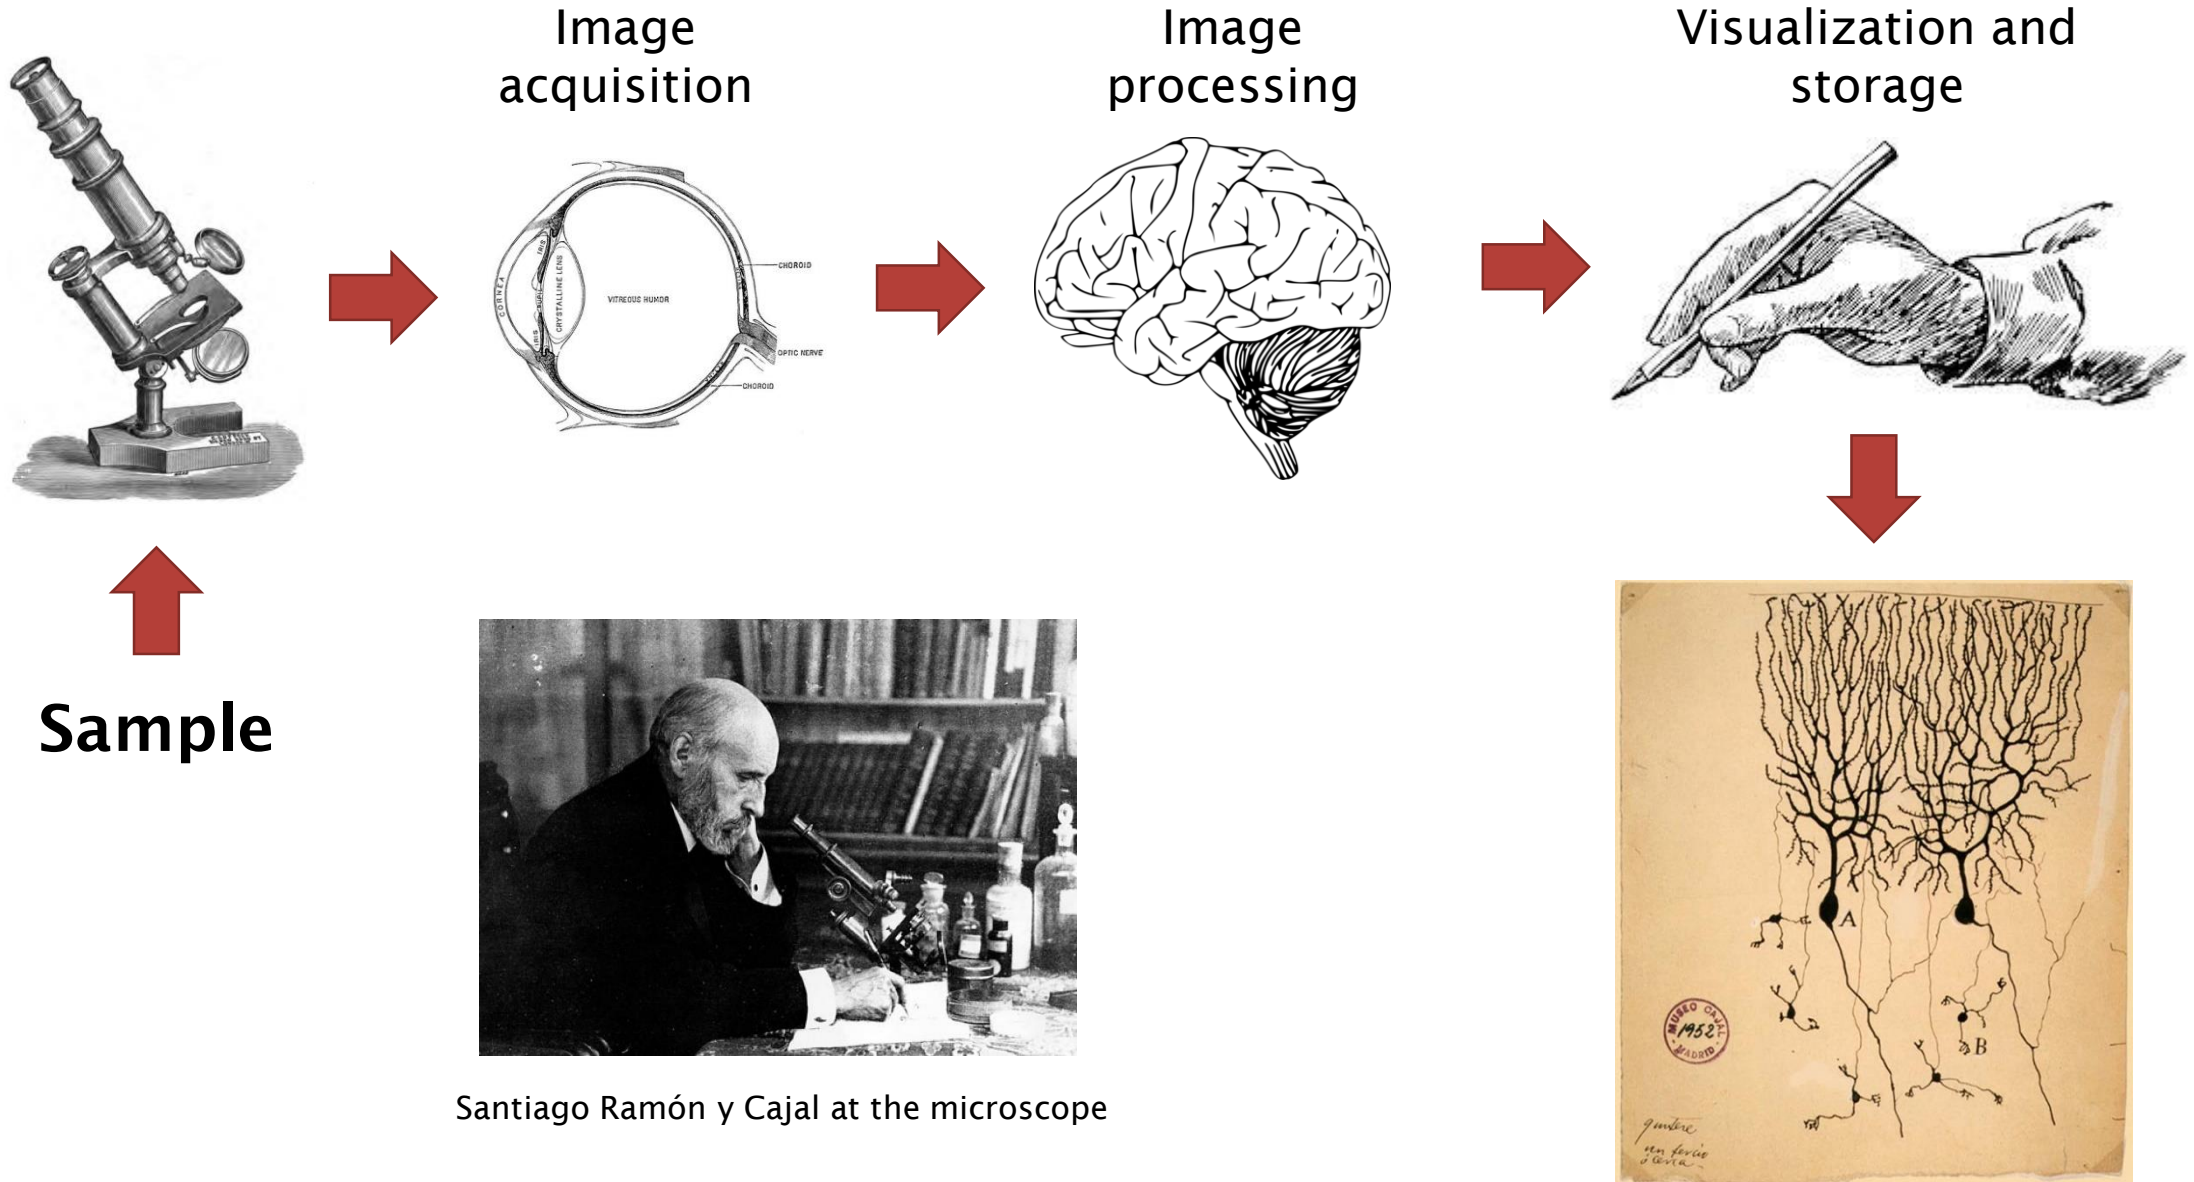 Image
acquisition
Image
processing
Visualization and
storage
CORNEA
IRIS
PUPIL
IRIS
CRYSTALLINE LENS
VITREOUS HUMOR
CHOROID
OPTIC NERVE
CHOROID
Sample
Santiago Ramón y Cajal at the microscope
A
B
MUSEO CAJAL
1952
MADRID